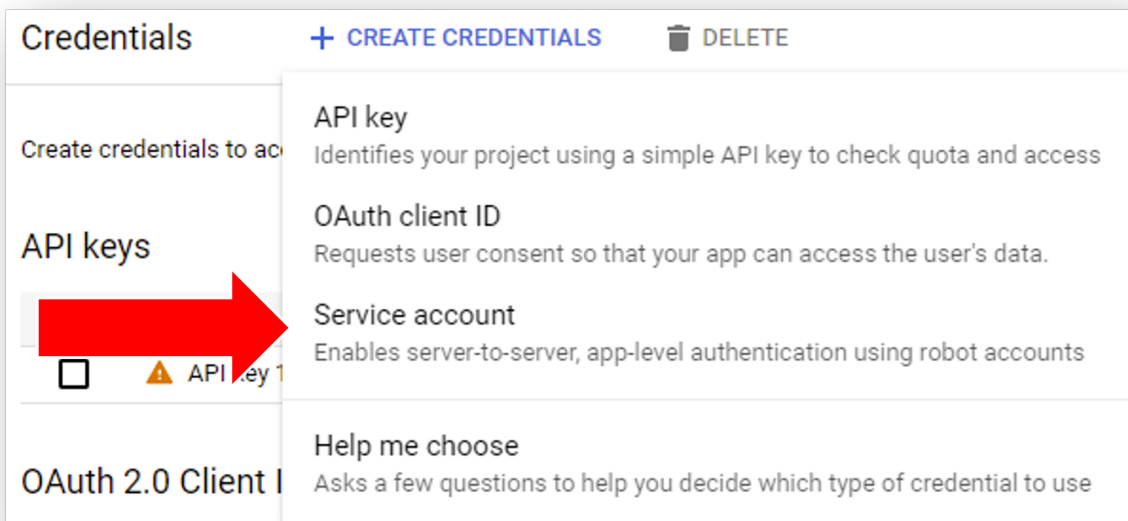 Credentials
CREATE CREDENTIALS
DELETE
API key
Identifies your project using a simple API key to check quota and access
Create credentials to
OAuth client ID
Requests user consent so that your app can access the user's data.
API keys
Service account
Enables server-to-server, app-level authentication using robot accounts
API key 1
Help me choose
Asks a few questions to help you decide which type of credential to use
OAuth 2.0 Client